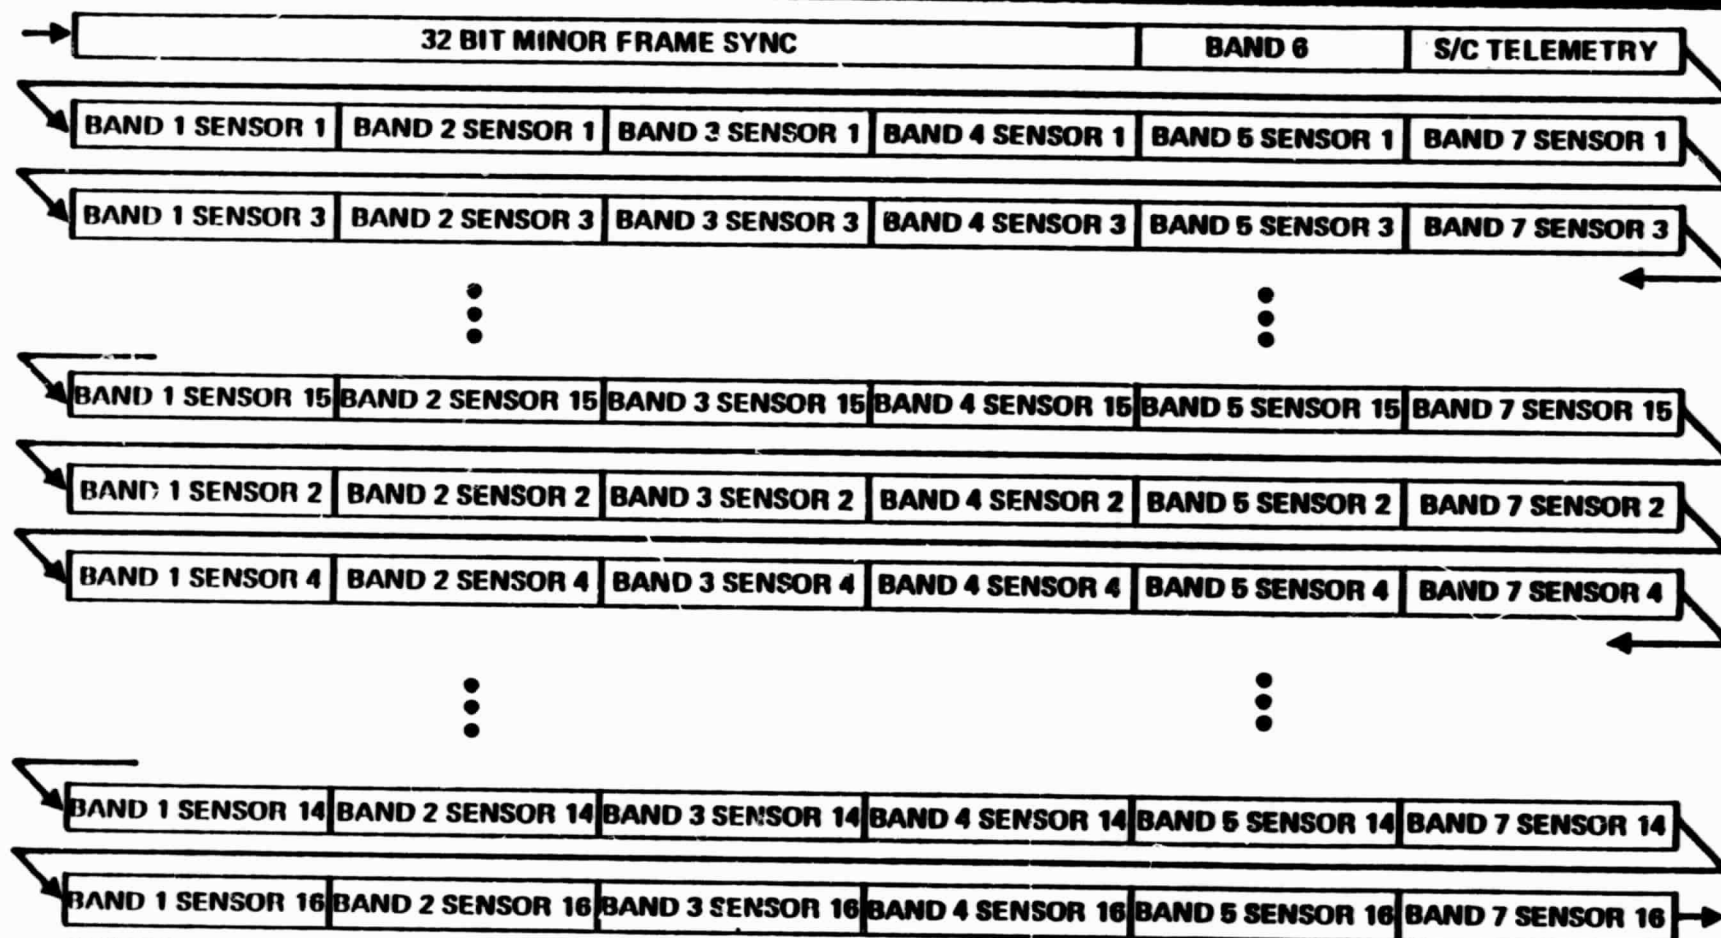 32 BIT MINOR FRAME SYNC BAND 6 S/C TELEMETRY
BAND 1 SENSOR 1 BAND 2 SENSOR 1 BAND 3 SENSOR 1 BAND 4 SENSOR 1 BAND 5 SENSOR 1 BAND 7 SENSOR 1
BAND 1 SENSOR 3 BAND 2 SENSOR 3 BAND 3 SENSOR 3 BAND 4 SENSOR 3 BAND 5 SENSOR 3 BAND 7 SENSOR 3
BAND 1 SENSOR 15 BAND 2 SENSOR 15 BAND 3 SENSOR 15 BAND 4 SENSOR 15 BAND 5 SENSOR 15 BAND 7 SENSOR 15
BAND 1 SENSOR 2 BAND 2 SENSOR 2 BAND 3 SENSOR 2 BAND 4 SENSOR 2 BAND 5 SENSOR 2 BAND 7 SENSOR 2
BAND 1 SENSOR 4 BAND 2 SENSOR 4 BAND 3 SENSOR 4 BAND 4 SENSOR 4 BAND 5 SENSOR 4 BAND 7 SENSOR 4
BAND 1 SENSOR 14 BAND 2 SENSOR 14 BAND 3 SENSOR 14 BAND 4 SENSOR 14 BAND 5 SENSOR 14 BAND 7 SENSOR 14
BAND 1 SENSOR 16 BAND 2 SENSOR 16 BAND 3 SENSOR 16 BAND 4 SENSOR 16 BAND 5 SENSOR 16 BAND 7 SENSOR 16